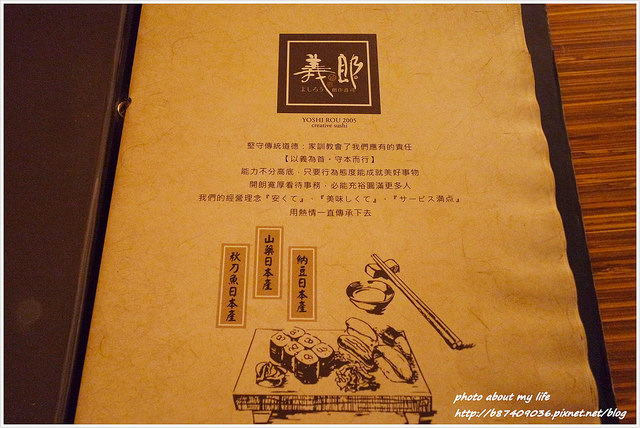 義郎
よしろう 創作壽司
YOSHI ROU 2005
creative sushi
堅守傳統道德：家訓教會了我們應有的責任
【以義為首・守本而行】
能力不分高底，只要行為態度能成就美好事物
開朗寬厚看待事務，必能充裕圓滿更多人
我們的經營理念『安くて』、『美味しくて』、『サービス満点』
用熱情一直傳承下去
納豆日本產
山藥日本產
秋刀魚日本產
photo about my life
http://b87409036.pixnet.net/blog